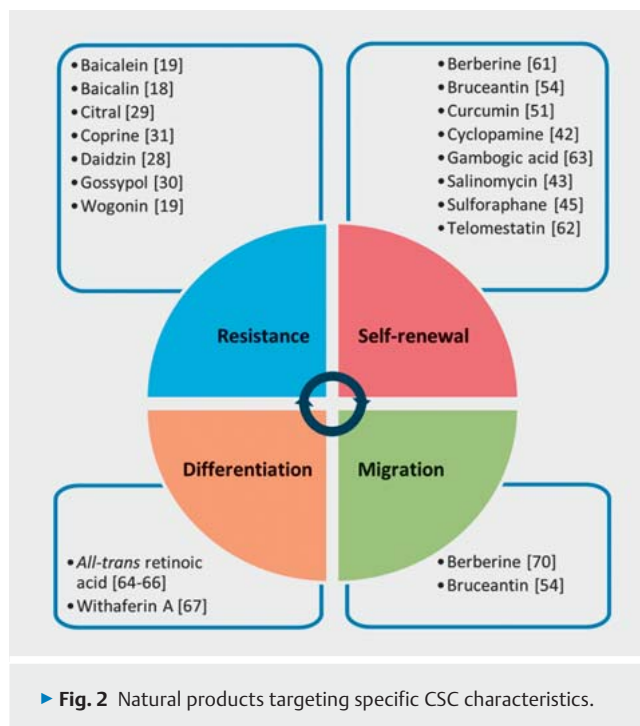 • Baicalein [19]
• Baicalin [18]
• Citral [29]
• Coprine [31]
• Daidzin [28]
• Gossypol [30]
• Wogonin [19]
• Berberine [61]
• Bruceantin [54]
• Curcumin [51]
• Cyclopamine [42]
• Gambogic acid [63]
• Salinomycin [43]
• Sulforaphane [45]
• Telomestatin [62]
Resistance
Self-renewal
Differentiation
Migration
• All-trans retinoic
acid [64-66]
• Withaferin A [67]
• Berberine [70]
• Bruceantin [54]
► Fig. 2 Natural products targeting specific CSC characteristics.